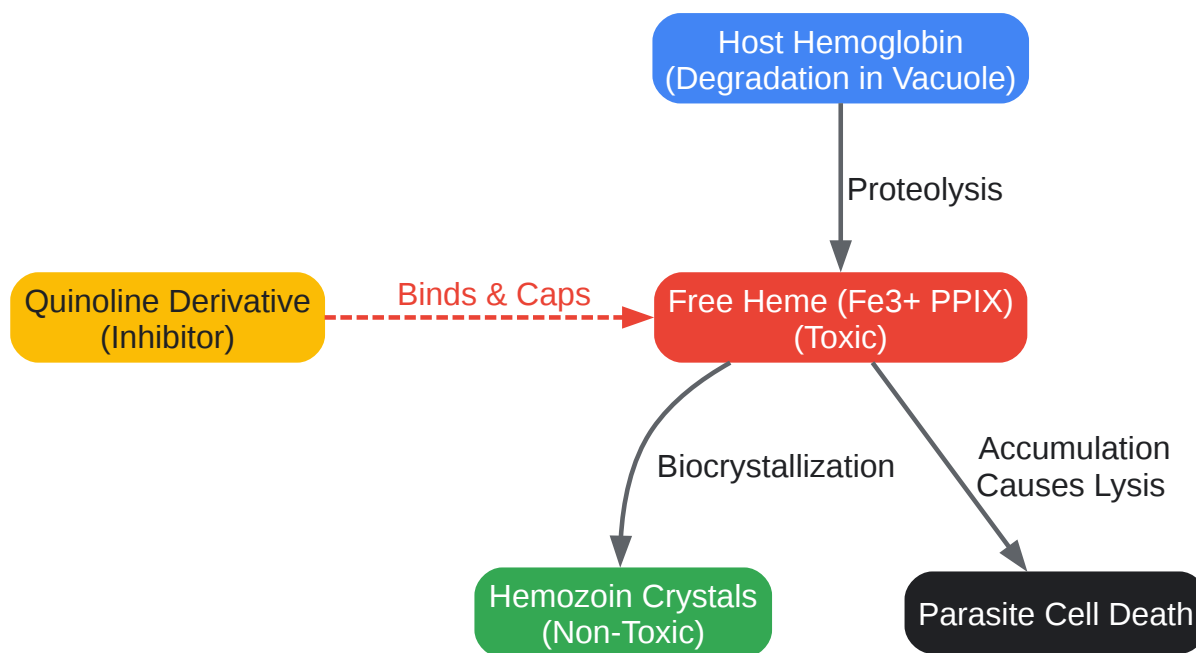 Host Hemoglobin
(Degradation in Vacuole)
Proteolysis
Quinoline Derivative
(Inhibitor)
Binds & Caps
Free Heme (Fe3+ PPIX)
(Toxic)
Biocrystallization
Accumulation
Causes Lysis
Hemozoin Crystals
(Non-Toxic)
Parasite Cell Death